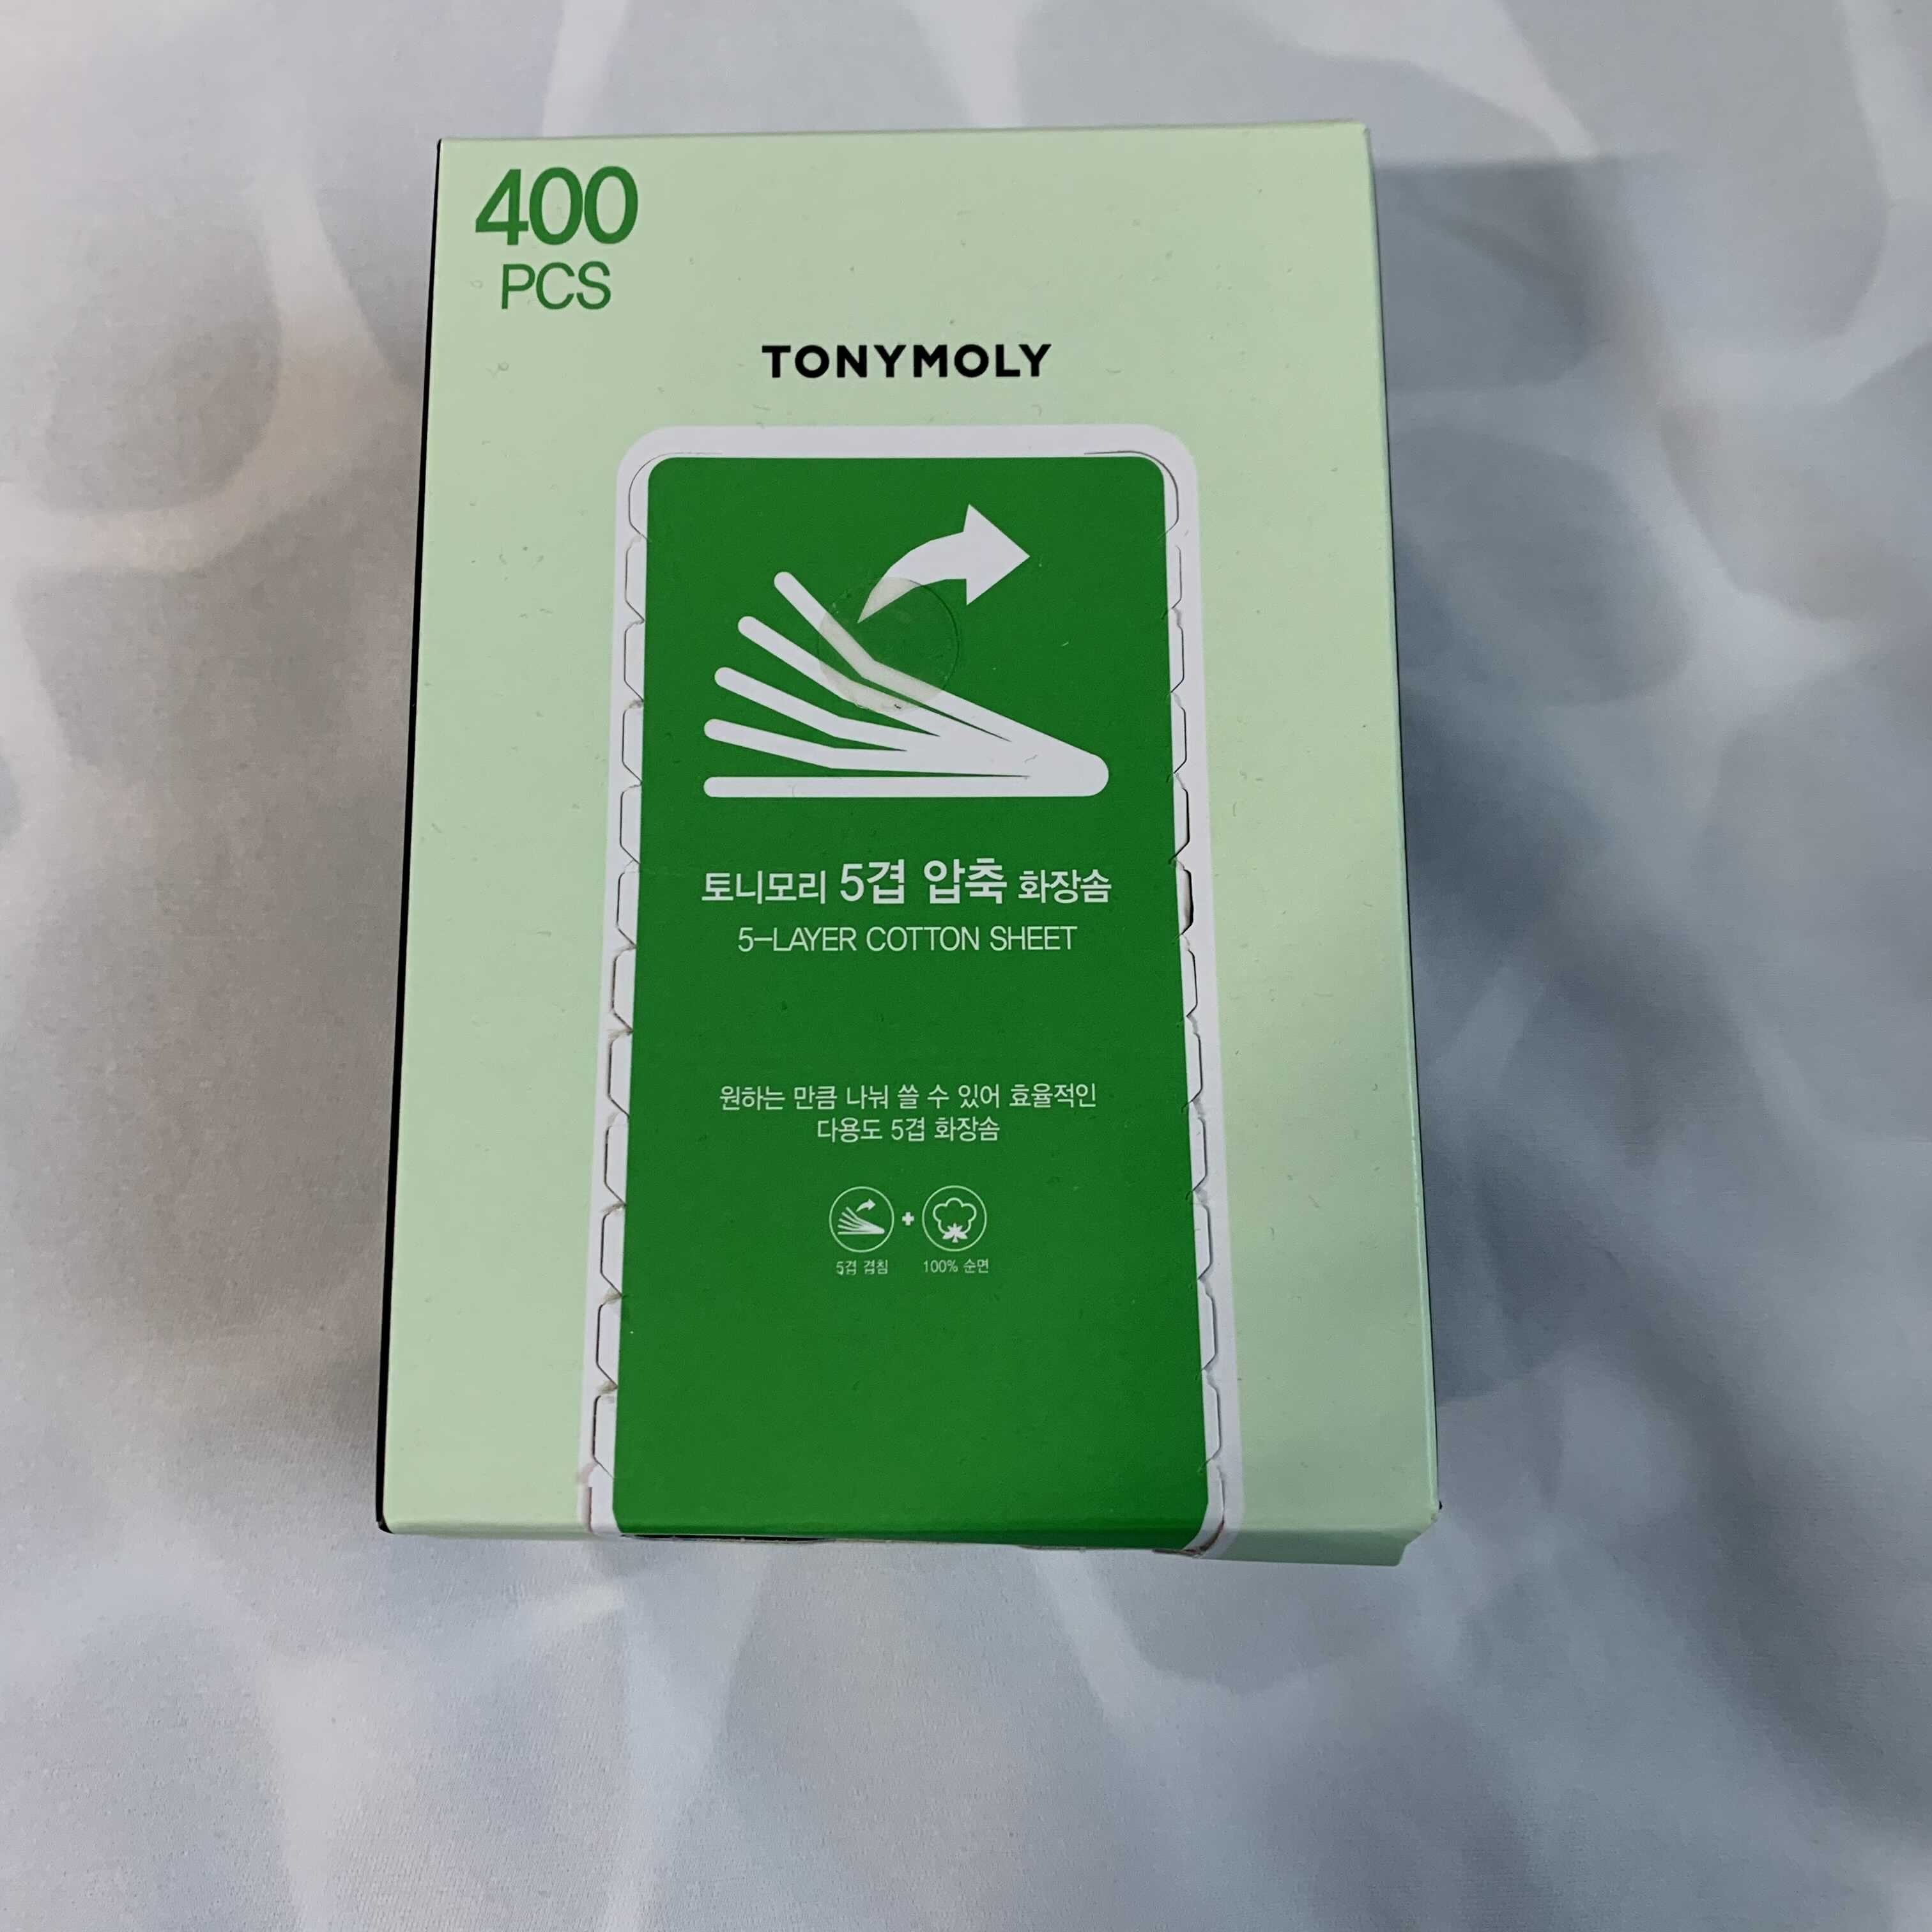 400
PCS
TONYMOLY
토니모리 5겹 압축 화장솜
5-LAYER COTTON SHEET
원하는 만큼 나눠 쓸 수 있어 효율적인
다용도 5겹 화장솜
5겹 겹침 100% 순면